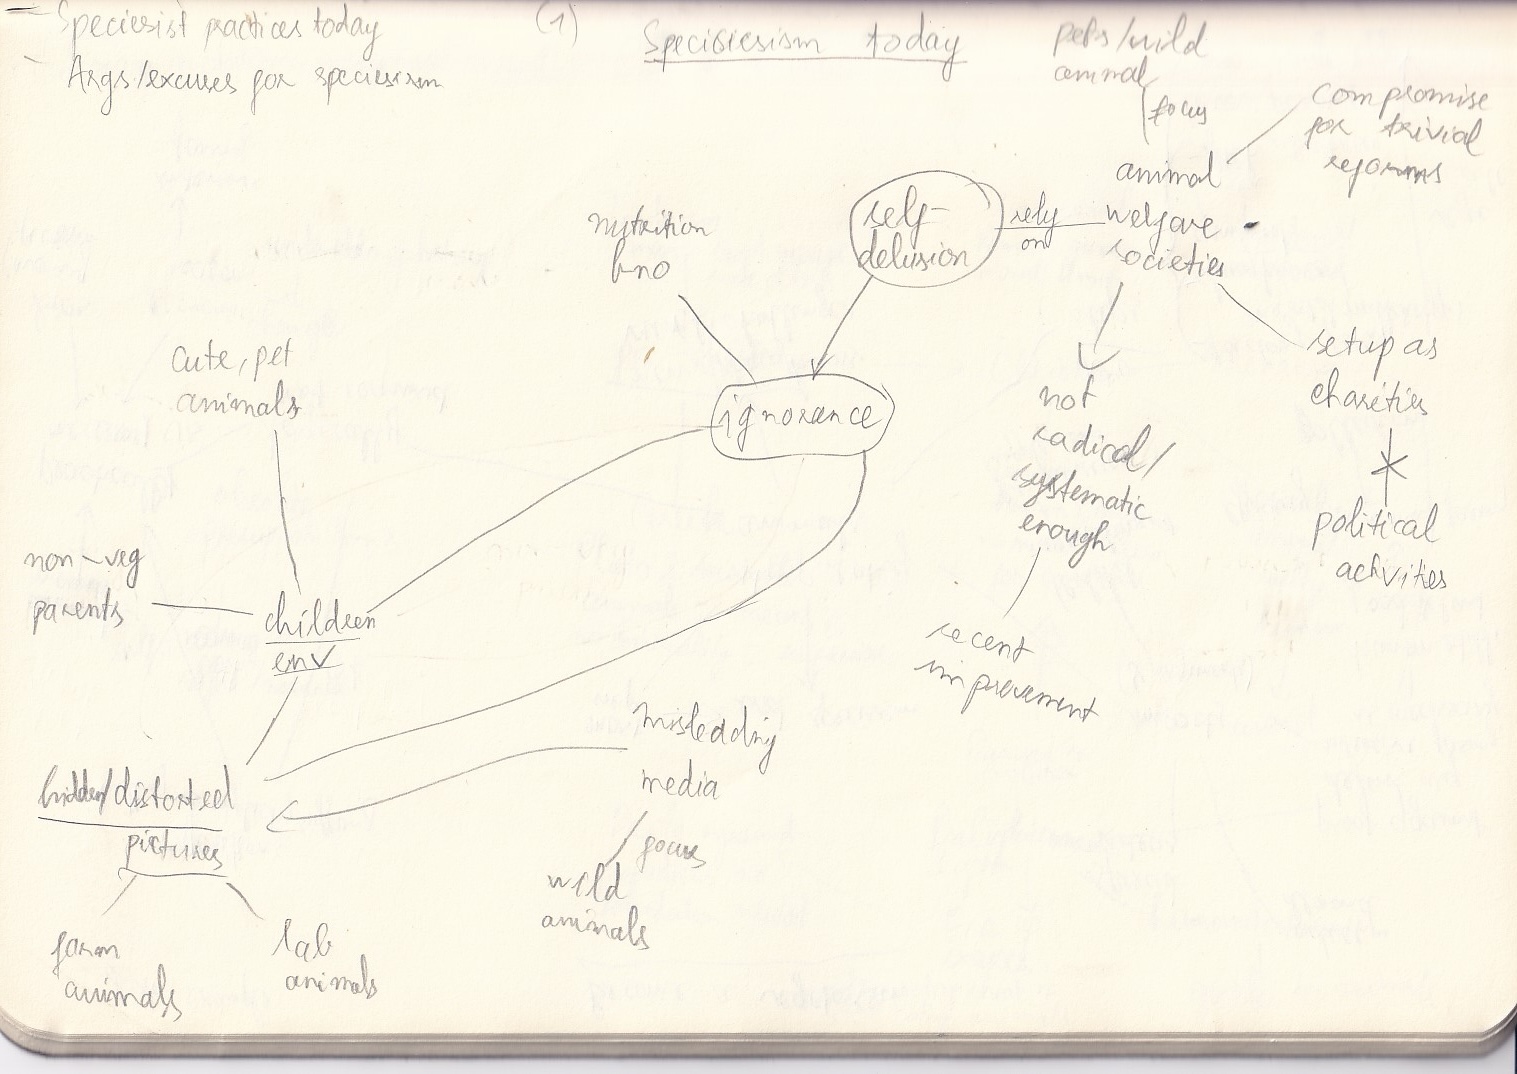 - Speciesist practices today
- Args/excuses for speciesism
(1)
Speciesism today
pets/wild
animal
focus
compromise
for trivial
reforms
animal
welfare
societies
rely
on
self-
delusion
nutrition
kno
ignorance
cute, pet
animals
non-veg
parents
children
env
setup as
charities
political
activities
not
radical/
systematic
enough
recent
improvement
hidden/distorted
pictures
misleading
media
focus
wild
animals
farm
animals
lab
animals